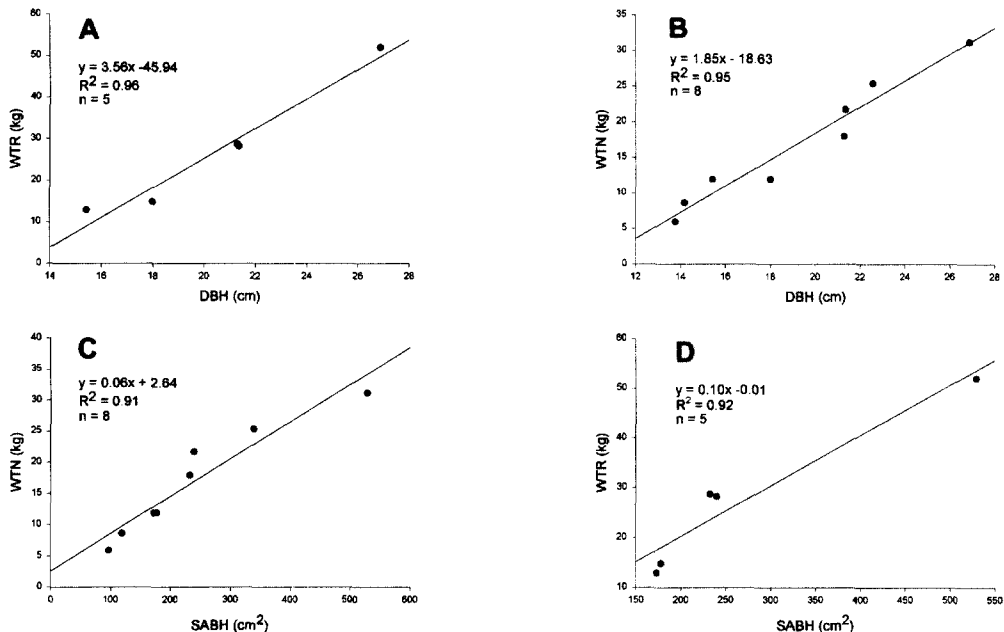 A
y = 3.56x -45.94
R² = 0.96
n = 5
WTR (kg)
60
50
40
30
20
10
0
14 16 18 20 22 24 26 28
DBH (cm)
B
y = 1.85x - 18.63
R² = 0.95
n = 8
WTN (kg)
35
30
25
20
15
10
5
0
12 14 16 18 20 22 24 26 28
DBH (cm)
C
y = 0.06x + 2.64
R² = 0.91
n = 8
WTN (kg)
40
35
30
25
20
15
10
5
0
0 100 200 300 400 500 600
SABH (cm²)
D
y = 0.10x -0.01
R² = 0.92
n = 5
WTR (kg)
60
50
40
30
20
10
150 200 250 300 350 400 450 500 550
SABH (cm²)